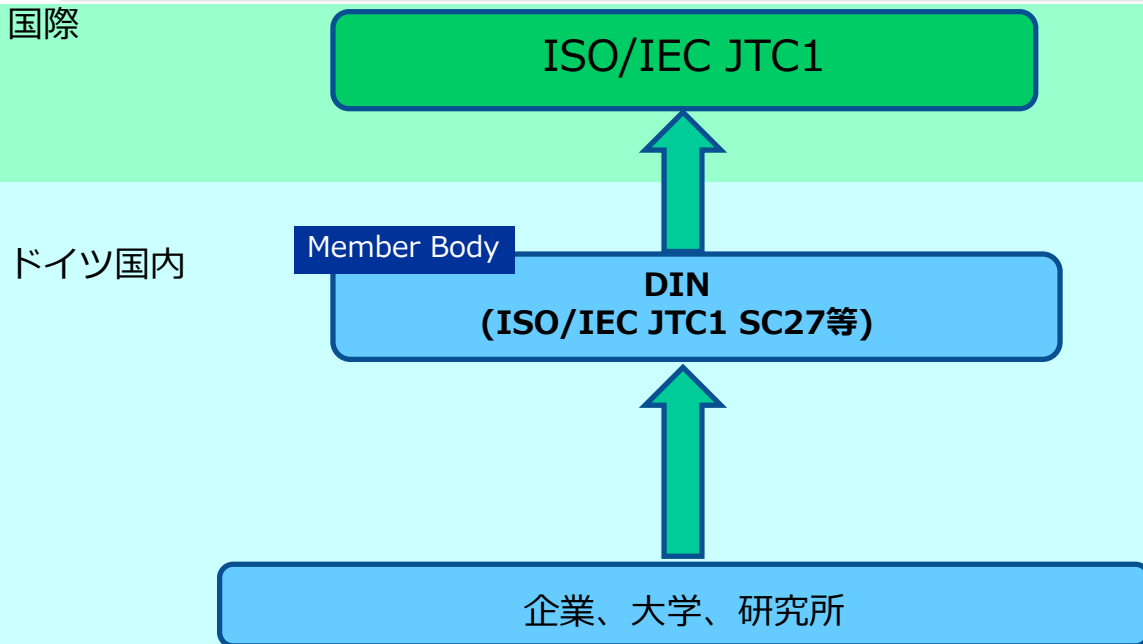 国際
ISO/IEC JTC1
ドイツ国内
Member Body
DIN
(ISO/IEC JTC1 SC27等)
企業、大学、研究所